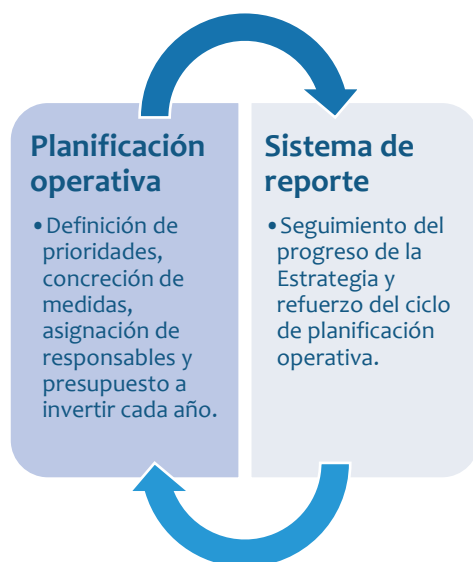 Planificación
operativa
•Definición de
prioridades,
concreción de
medidas,
asignación de
responsables y
presupuesto a
invertir cada año.
Sistema de
reporte
•Seguimiento del
progreso de la
Estrategia y
refuerzo del ciclo
de planificación
operativa.